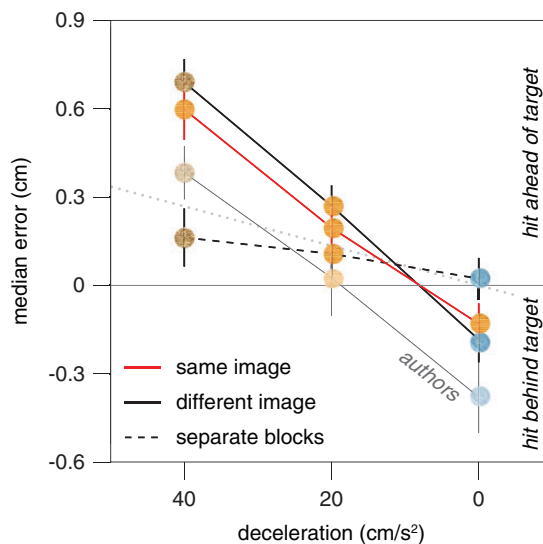 0.9
0.6
0.3
0
-0.3
-0.6
median error (cm)
hit ahead of target
hit behind target
authors
same image
different image
separate blocks
40
20
0
deceleration (cm/s²)